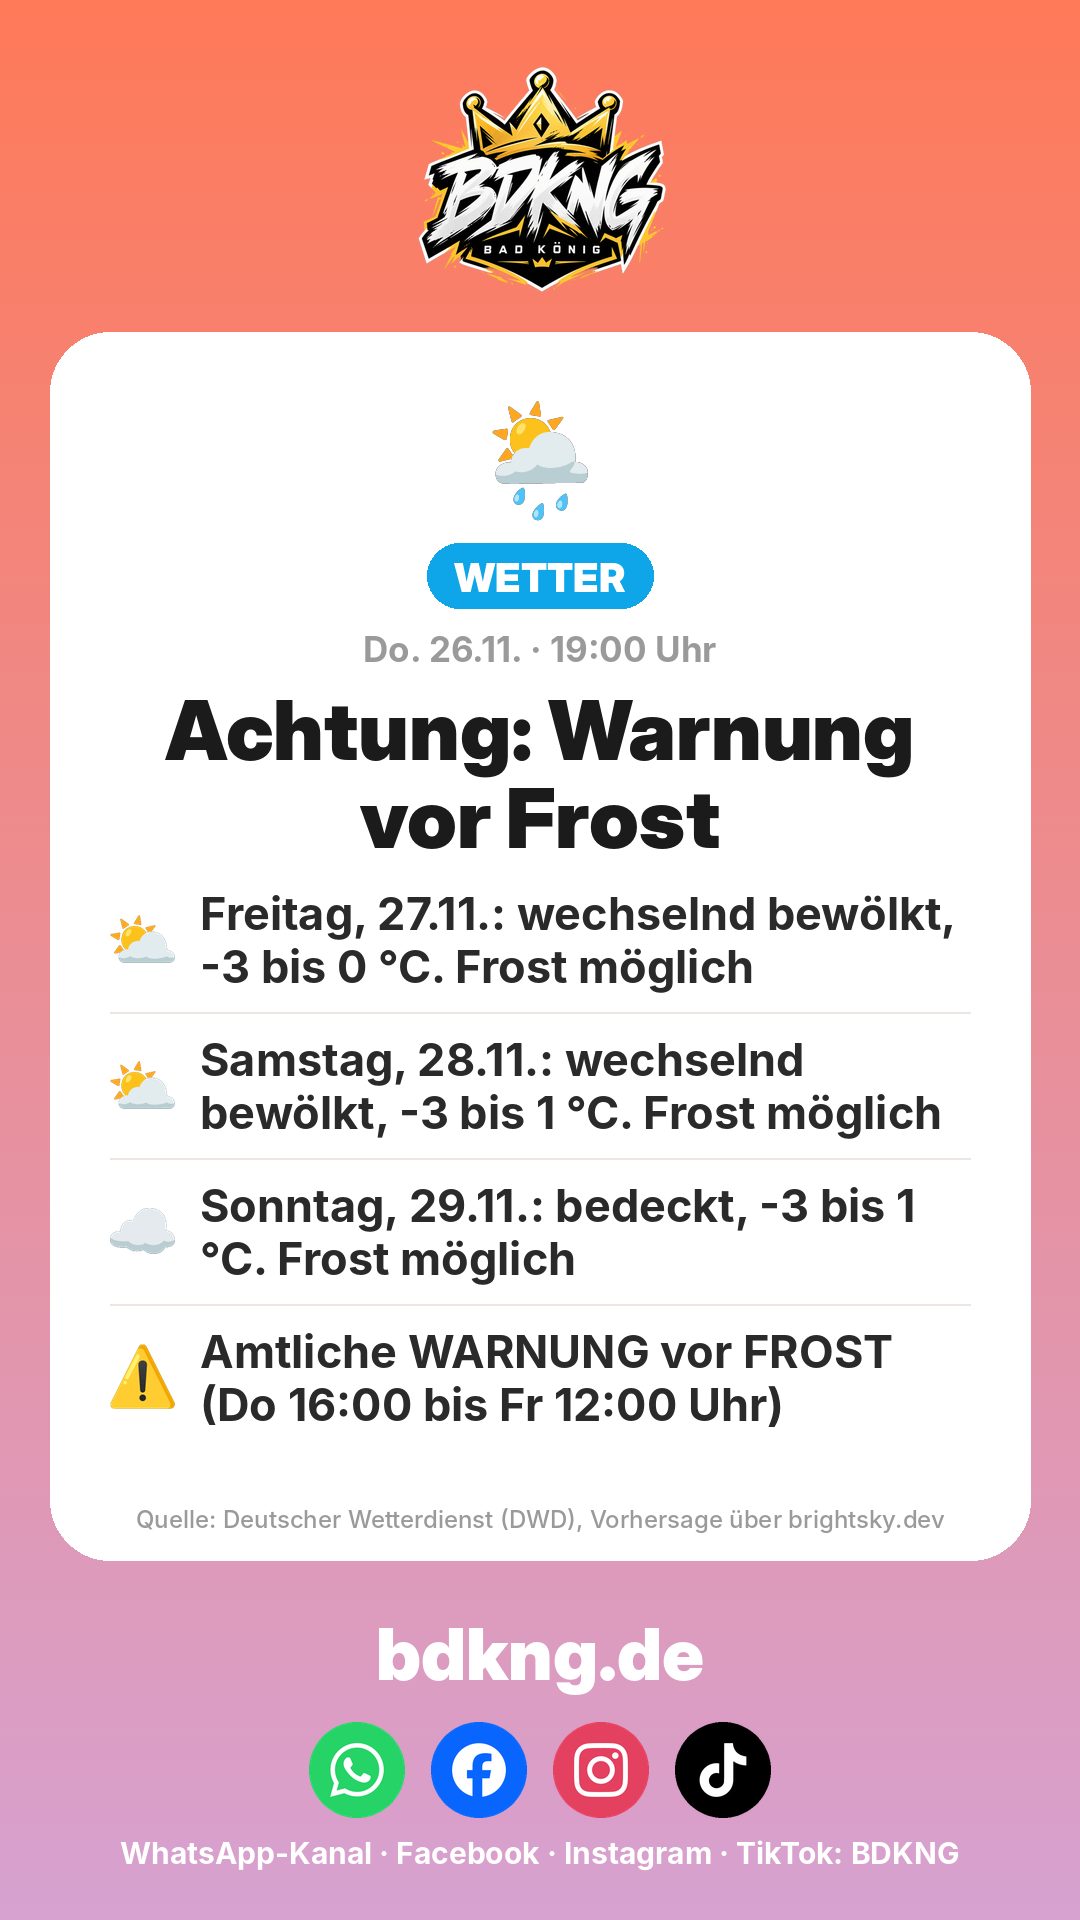 BDKNG
BAD KÖNIG
WETTER
Do. 26.11. · 19:00 Uhr
Achtung: Warnung
vor Frost
Freitag, 27.11.: wechselnd bewölkt,
-3 bis 0 °C. Frost möglich
Samstag, 28.11.: wechselnd
bewölkt, -3 bis 1 °C. Frost möglich
Sonntag, 29.11.: bedeckt, -3 bis 1
°C. Frost möglich
Amtliche WARNUNG vor FROST
(Do 16:00 bis Fr 12:00 Uhr)
Quelle: Deutscher Wetterdienst (DWD), Vorhersage über brightsky.dev
bdkng.de
WhatsApp-Kanal · Facebook · Instagram · TikTok: BDKNG